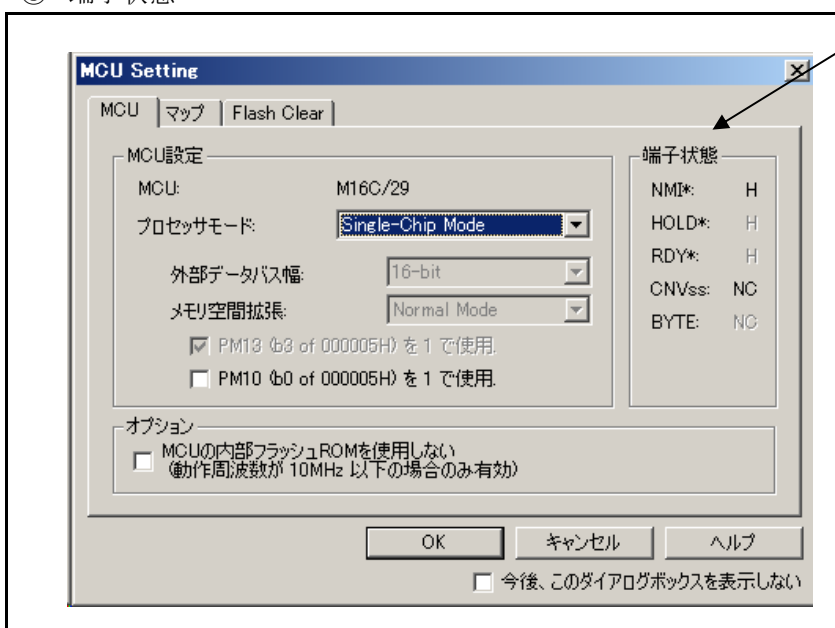 MCU Setting
MCU マップ Flash Clear
MCU設定
MCU: M16C/29
プロセッサモード: Single-Chip Mode
外部データバス幅: 16-bit
メモリ空間拡張: Normal Mode
PM13 (b3 of 000005H) を 1 で使用.
PM10 (b0 of 000005H) を 1 で使用.
端子状態
NMI*: H
HOLD*: H
RDY*: H
CNVss: NC
BYTE: NC
オプション
MCUの内部フラッシュROMを使用しない
(動作周波数が 10MHz 以下の場合のみ有効)
OK キャンセル ヘルプ
今後、このダイアログボックスを表示しない